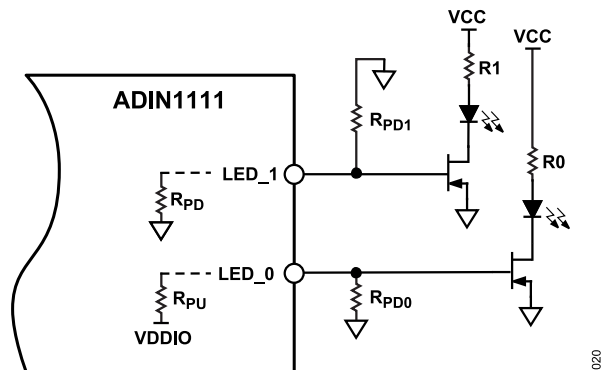 VCC
VCC
R1
ADIN1111
RPD1
R0
LED_1
RPD
LED_0
RPU
RPD0
VDDIO
020